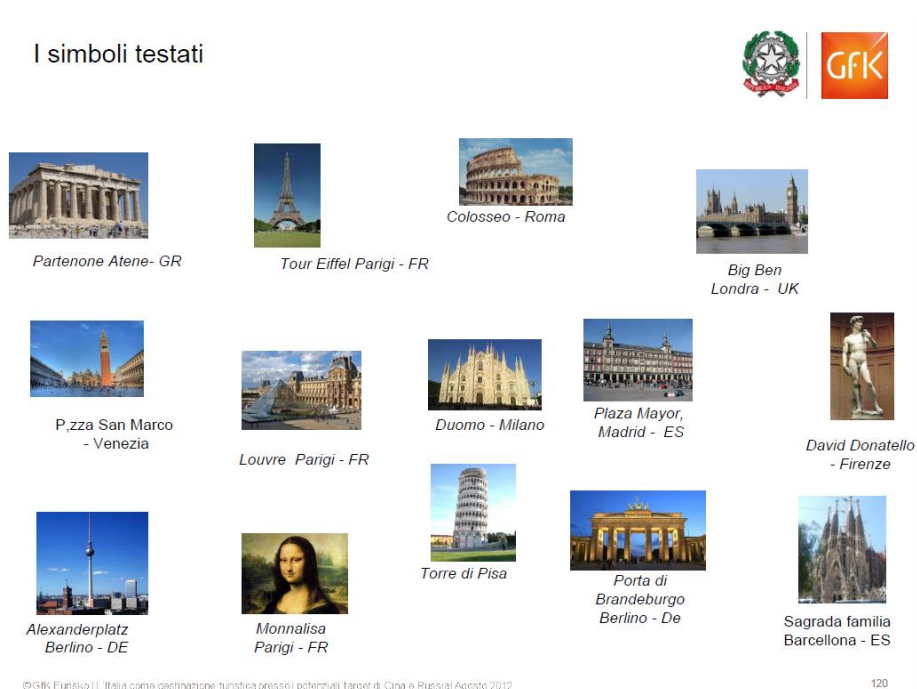 I simboli testati
GfK
Colosseo - Roma
Partenone Atene- GR
Tour Eiffel Parigi - FR
Big Ben
Londra - UK
P,zza San Marco
- Venezia
Louvre Parigi - FR
Duomo - Milano
Plaza Mayor,
Madrid - ES
David Donatello
- Firenze
Alexanderplatz
Berlino - DE
Monnalisa
Parigi - FR
Torre di Pisa
Porta di
Brandeburgo
Berlino - De
Sagrada familia
Barcellona - ES
© GfK Eurisko | L'Italia come destinazione turistica presso i potenziali target di Cina e Russia| Agosto 2012
120